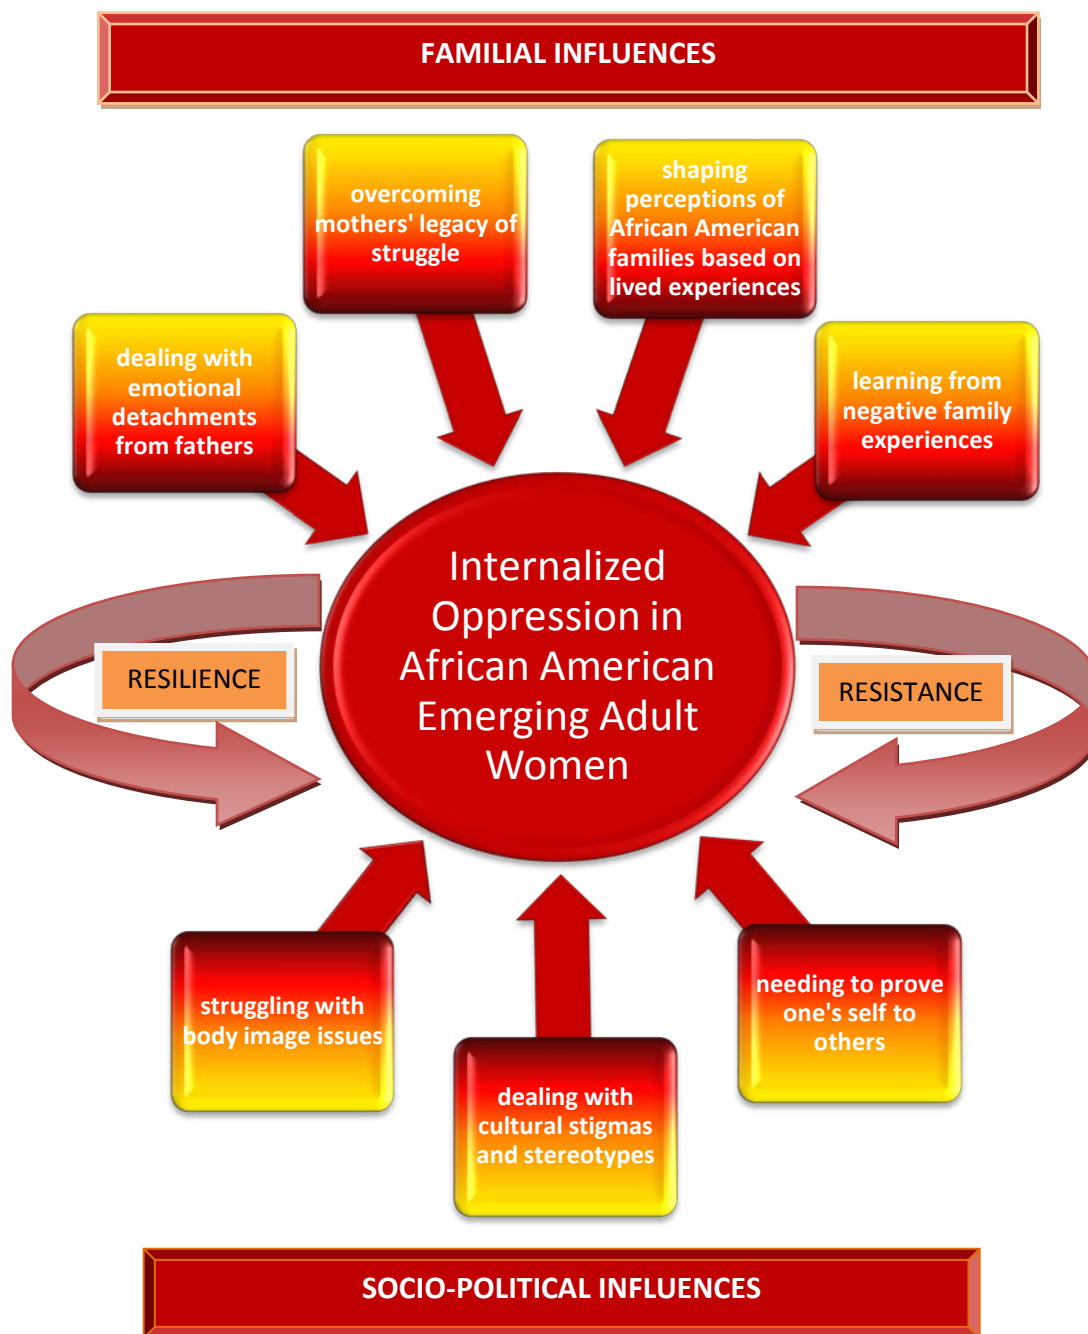 FAMILIAL INFLUENCES
overcoming
mothers' legacy of
struggle
shaping
perceptions of
African American
families based on
lived experiences
dealing with
emotional
detachments
from fathers
learning from
negative family
experiences
Internalized
Oppression in
African American
Emerging Adult
Women
RESILIENCE
RESISTANCE
struggling with
body image issues
dealing with
cultural stigmas
and stereotypes
needing to prove
one's self to
others
SOCIO-POLITICAL INFLUENCES